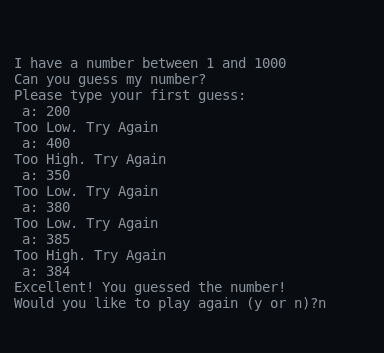 I have a number between 1 and 1000
Can you guess my number?
Please type your first guess:
a: 200
Too Low. Try Again
a: 400
Too High. Try Again
a: 350
Too Low. Try Again
a: 380
Too Low. Try Again
a: 385
Too High. Try Again
a: 384
Excellent! You guessed the number!
Would you like to play again (y or n)?n